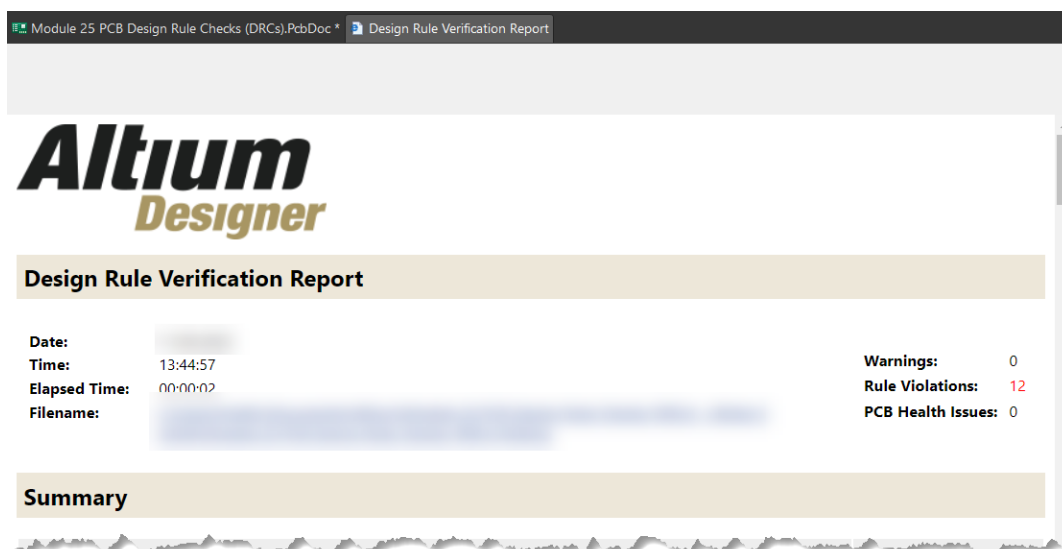 Module 25 PCB Design Rule Checks (DRCs).PcbDoc * Design Rule Verification Report
Altium
Designer
Design Rule Verification Report
Date:
Time: 13:44:57
Elapsed Time: 00:00:02
Filename:
Warnings: 0
Rule Violations: 12
PCB Health Issues: 0
Summary